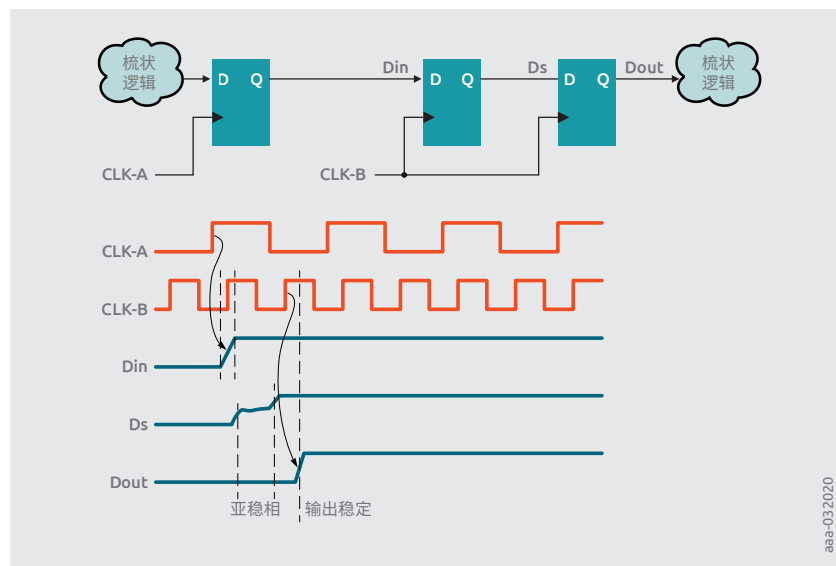 梳状
逻辑
D Q
Din
D Q
Ds
D Q
Dout
梳状
逻辑
CLK-A
CLK-B
CLK-A
CLK-B
Din
Ds
Dout
亚稳相
输出稳定
aaa-032020